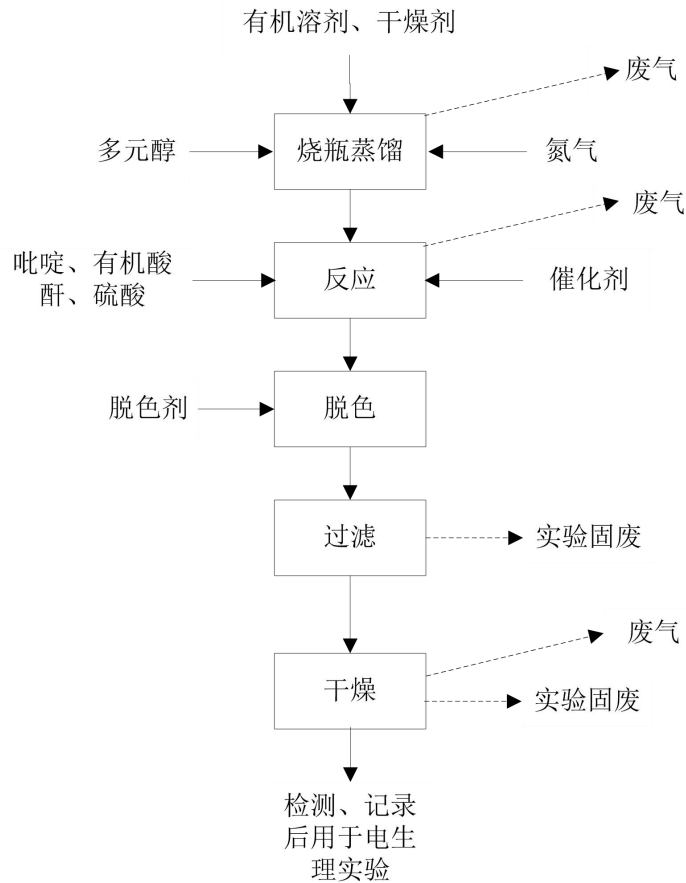 有机溶剂、干燥剂
废气
多元醇
烧瓶蒸馏
氮气
废气
吡啶、有机酸
酐、硫酸
反应
催化剂
脱色剂
脱色
过滤
实验固废
废气
干燥
实验固废
检测、记录
后用于电生
理实验